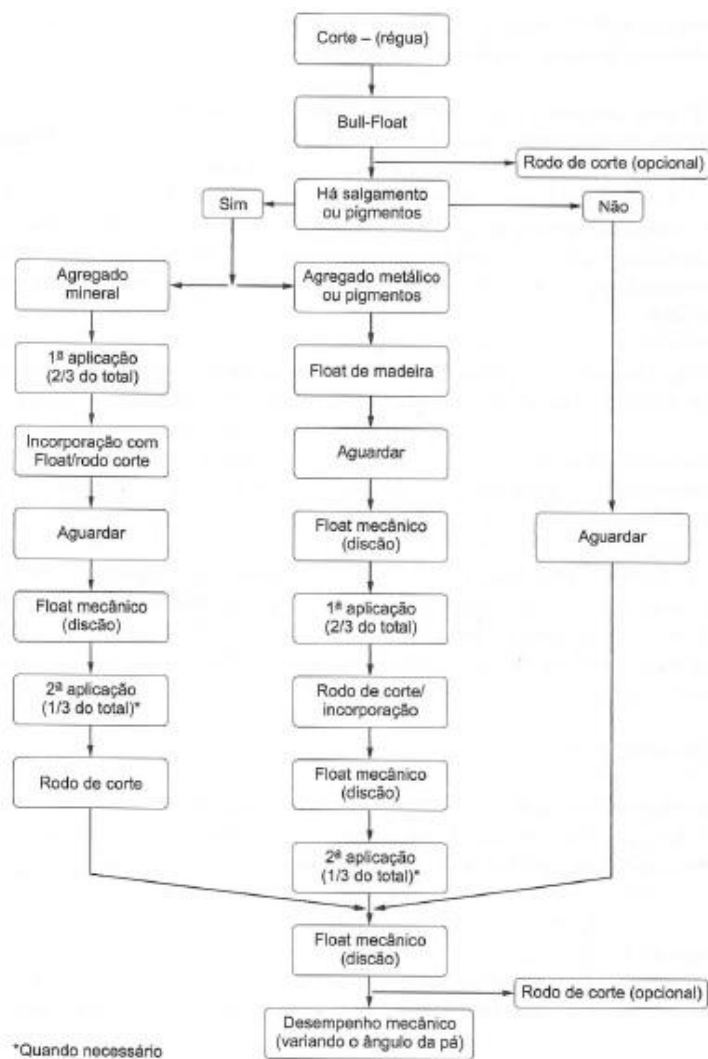 Corte – (régua)
Bull-Float
Rodo de corte (opcional)
Há salgamento
ou pigmentos
Sim
Não
Agregado
mineral
Agregado metálico
ou pigmentos
1ª aplicação
(2/3 do total)
Float de madeira
Incorporação com
Float/rodo corte
Aguardar
Aguardar
Float mecânico
(discão)
Aguardar
Float mecânico
(discão)
1ª aplicação
(2/3 do total)
2ª aplicação
(1/3 do total)*
Rodo de corte/
incorporação
Rodo de corte
Float mecânico
(discão)
2ª aplicação
(1/3 do total)*
Float mecânico
(discão)
Rodo de corte (opcional)
Desempenho mecânico
(variando o ângulo da pá)
*Quando necessário